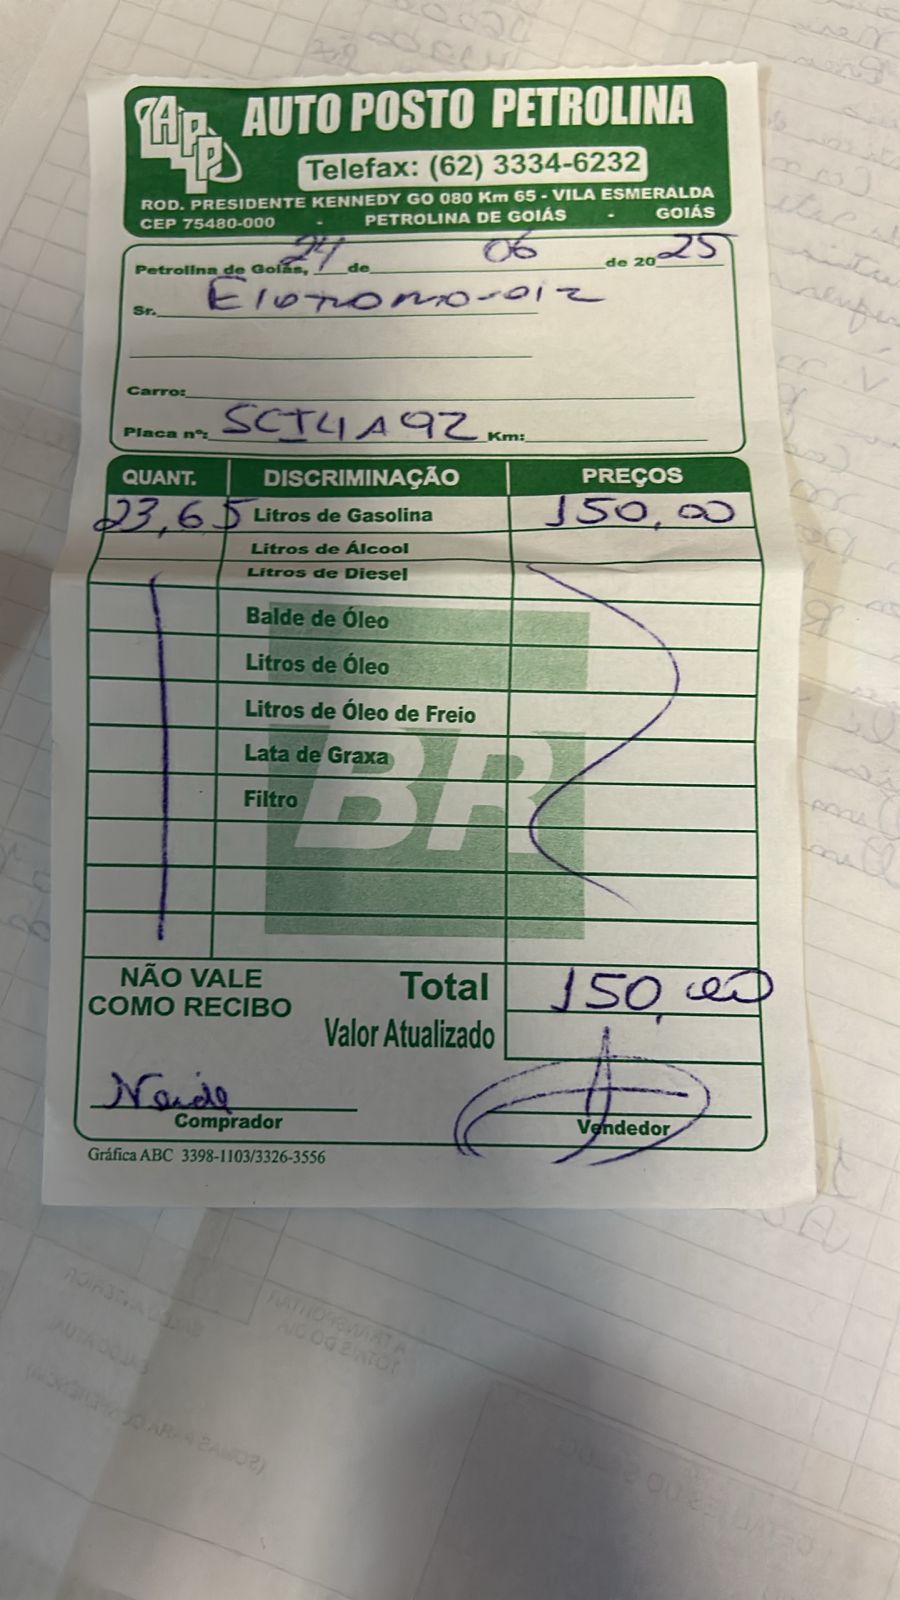 APP AUTO POSTO PETROLINA
Telefax: (62) 3334-6232
ROD. PRESIDENTE KENNEDY GO 080 Km 65 - VILA ESMERALDA
CEP 75480-000 - PETROLINA DE GOIÁS - GOIÁS
Petrolina de Goiás, 24 de 06 de 2025
Sr.
Carro:
Placa nº: SCI4A92 Km:
QUANT. DISCRIMINAÇÃO PREÇOS
23,65 Litros de Gasolina 150,00
Litros de Álcool
Litros de Diesel
Balde de Óleo
Litros de Óleo
Litros de Óleo de Freio
Lata de Graxa
Filtro
BR
NÃO VALE COMO RECIBO
Total 150,00
Valor Atualizado
Neide
Comprador Vendedor
Gráfica ABC 3398-1103/3326-3556